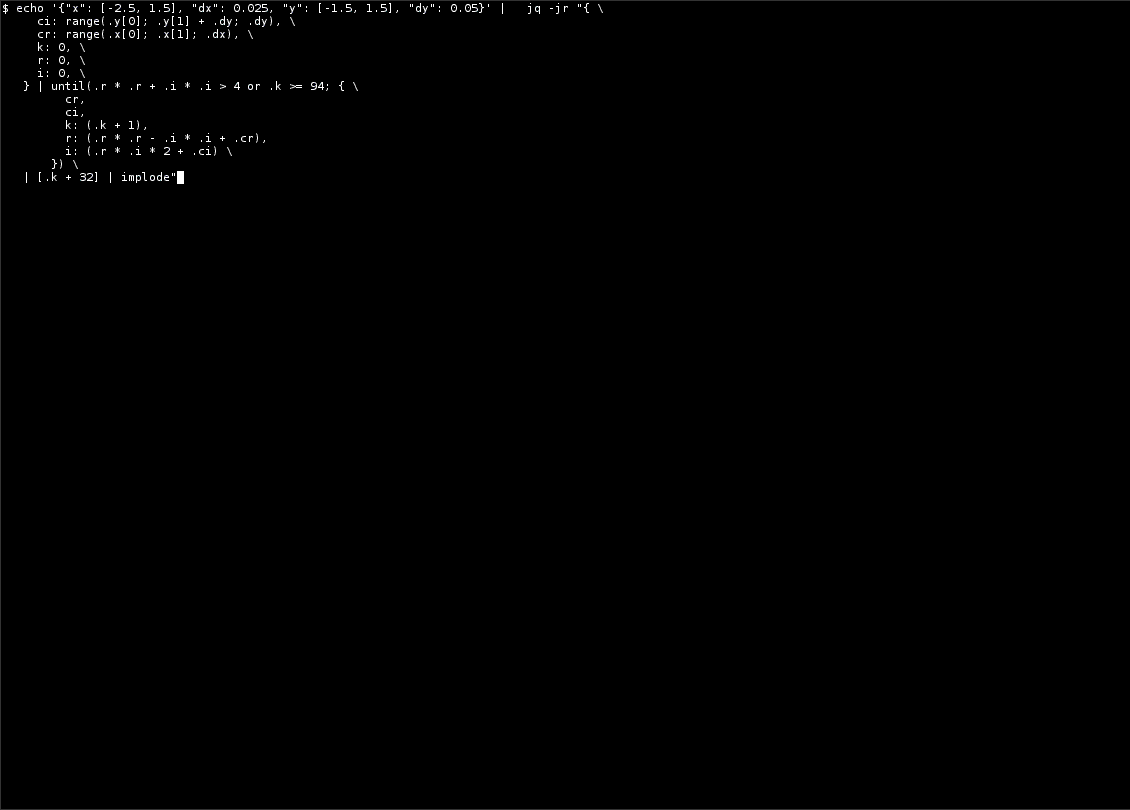 $ echo '{"x": [-2.5, 1.5], "dx": 0.025, "y": [-1.5, 1.5], "dy": 0.05}' |   jq -jr "{ \
     ci: range(.y[0]; .y[1] + .dy; .dy), \
     cr: range(.x[0]; .x[1]; .dx), \
     k: 0, \
     r: 0, \
     i: 0, \
   } | until(.r * .r + .i * .i > 4 or .k >= 94; { \
         cr,
         ci,
         k: (.k + 1),
         r: (.r * .r - .i * .i + .cr),
         i: (.r * .i * 2 + .ci) \
       }) \
   | [.k + 32] | implode"